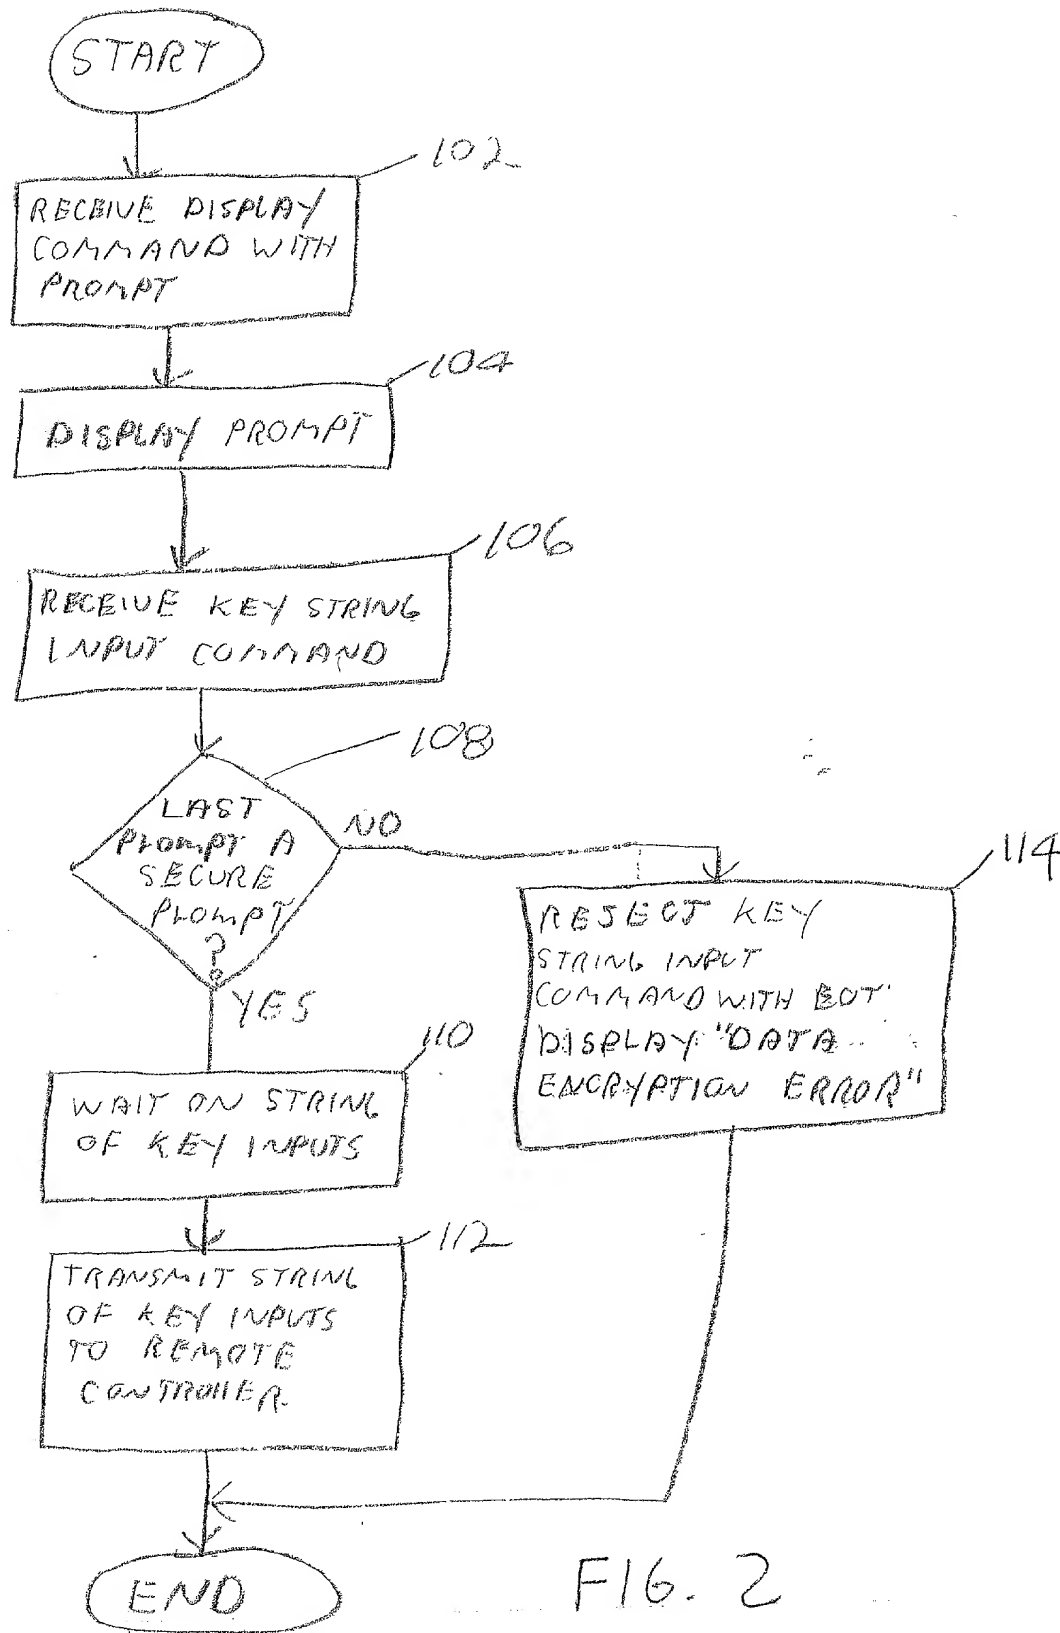 START
102
RECEIVE DISPLAY
COMMAND WITH
PROMPT
104
DISPLAY PROMPT
106
RECEIVE KEY STRING
INPUT COMMAND
108
LAST
PROMPT A
SECURE
PROMPT
?
NO
YES
114
REJECT KEY
STRING INPUT
COMMAND WITH EOT
DISPLAY "DATA
ENCRYPTION ERROR"
110
WAIT ON STRING
OF KEY INPUTS
112
TRANSMIT STRING
OF KEY INPUTS
TO REMOTE
CONTROLLER
END
FIG. 2